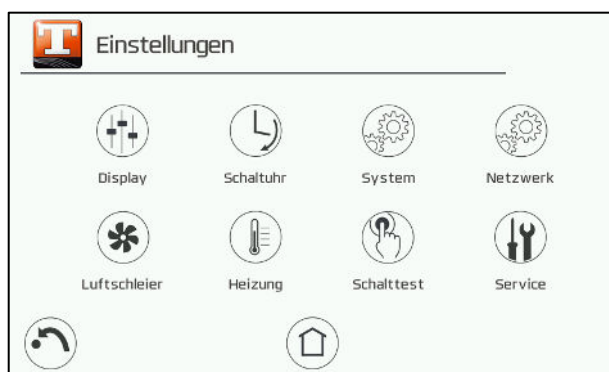 T Einstellungen
Display Schaltuhr System Netzwerk
Luftschleier Heizung Schalttest Service